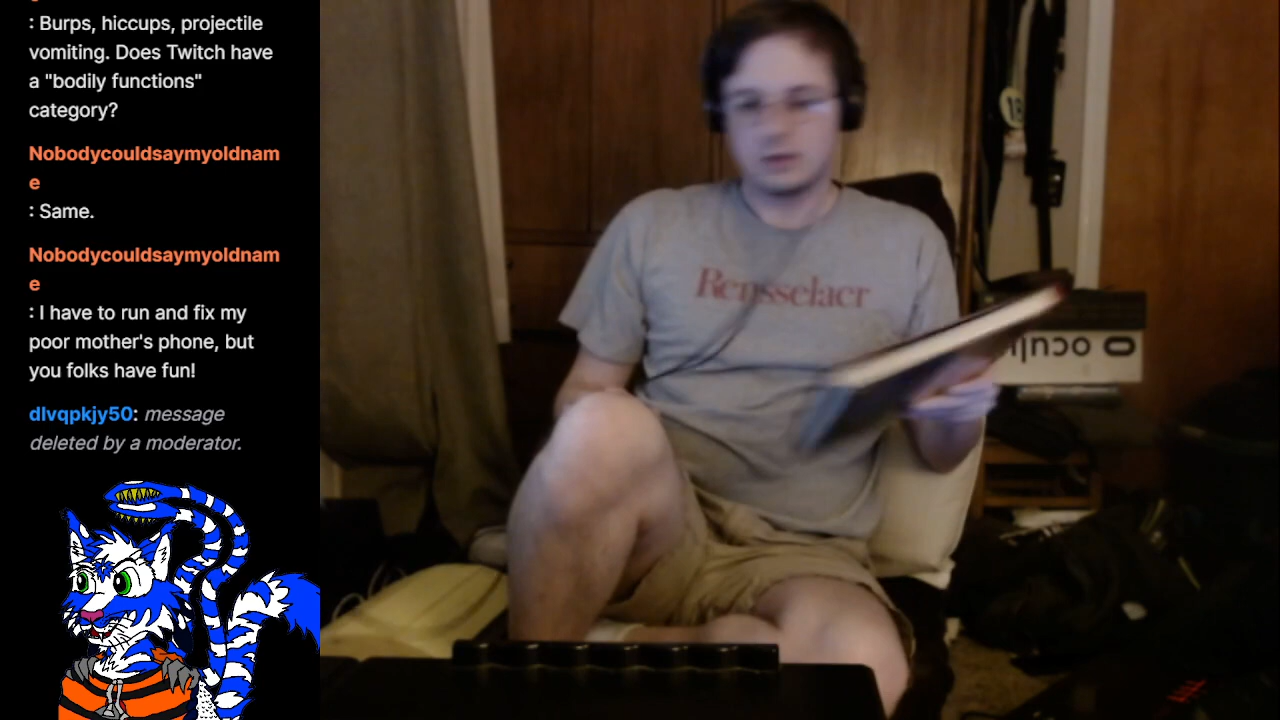 : Burps, hiccups, projectile
vomiting. Does Twitch have
a "bodily functions"
category?
Nobodycouldsaymyoldnam
e
: Same.
Nobodycouldsaymyoldnam
e
: I have to run and fix my
poor mother's phone, but
you folks have fun!
dlvqpkjy50: message
deleted by a moderator.
Rensselaer
18